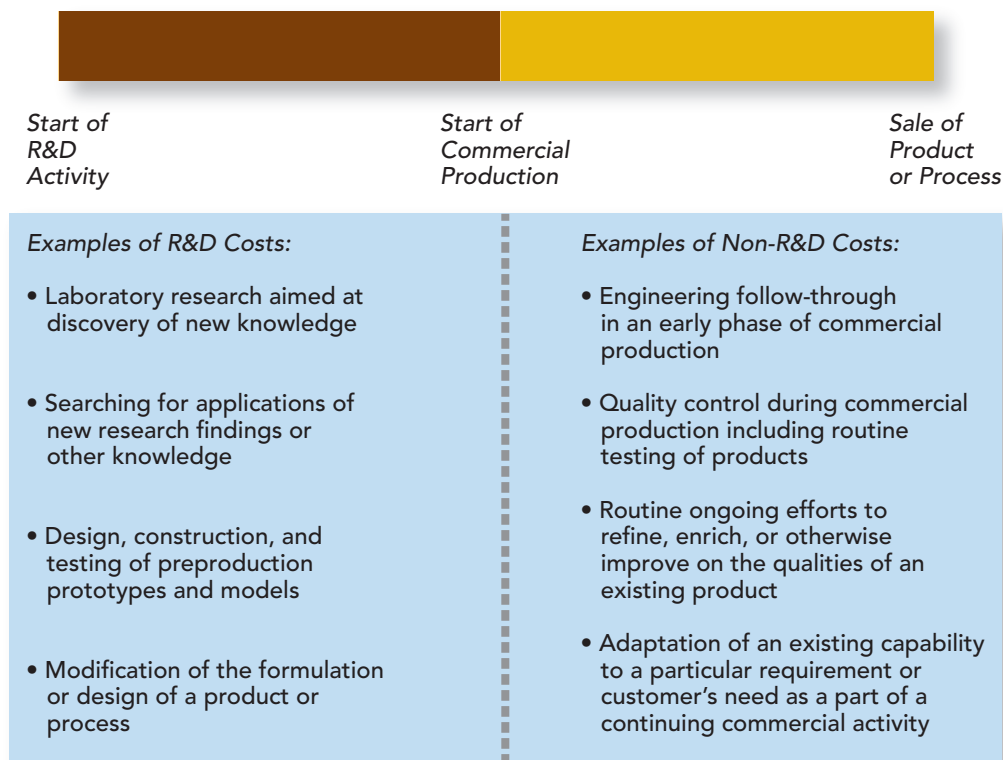 Start of
R&D
Activity
Start of
Commercial
Production
Sale of
Product
or Process
Examples of R&D Costs:
• Laboratory research aimed at
discovery of new knowledge
• Searching for applications of
new research findings or
other knowledge
• Design, construction, and
testing of preproduction
prototypes and models
• Modification of the formulation
or design of a product or
process
Examples of Non-R&D Costs:
• Engineering follow-through
in an early phase of commercial
production
• Quality control during commercial
production including routine
testing of products
• Routine ongoing efforts to
refine, enrich, or otherwise
improve on the qualities of an
existing product
• Adaptation of an existing capability
to a particular requirement or
customer's need as a part of a
continuing commercial activity